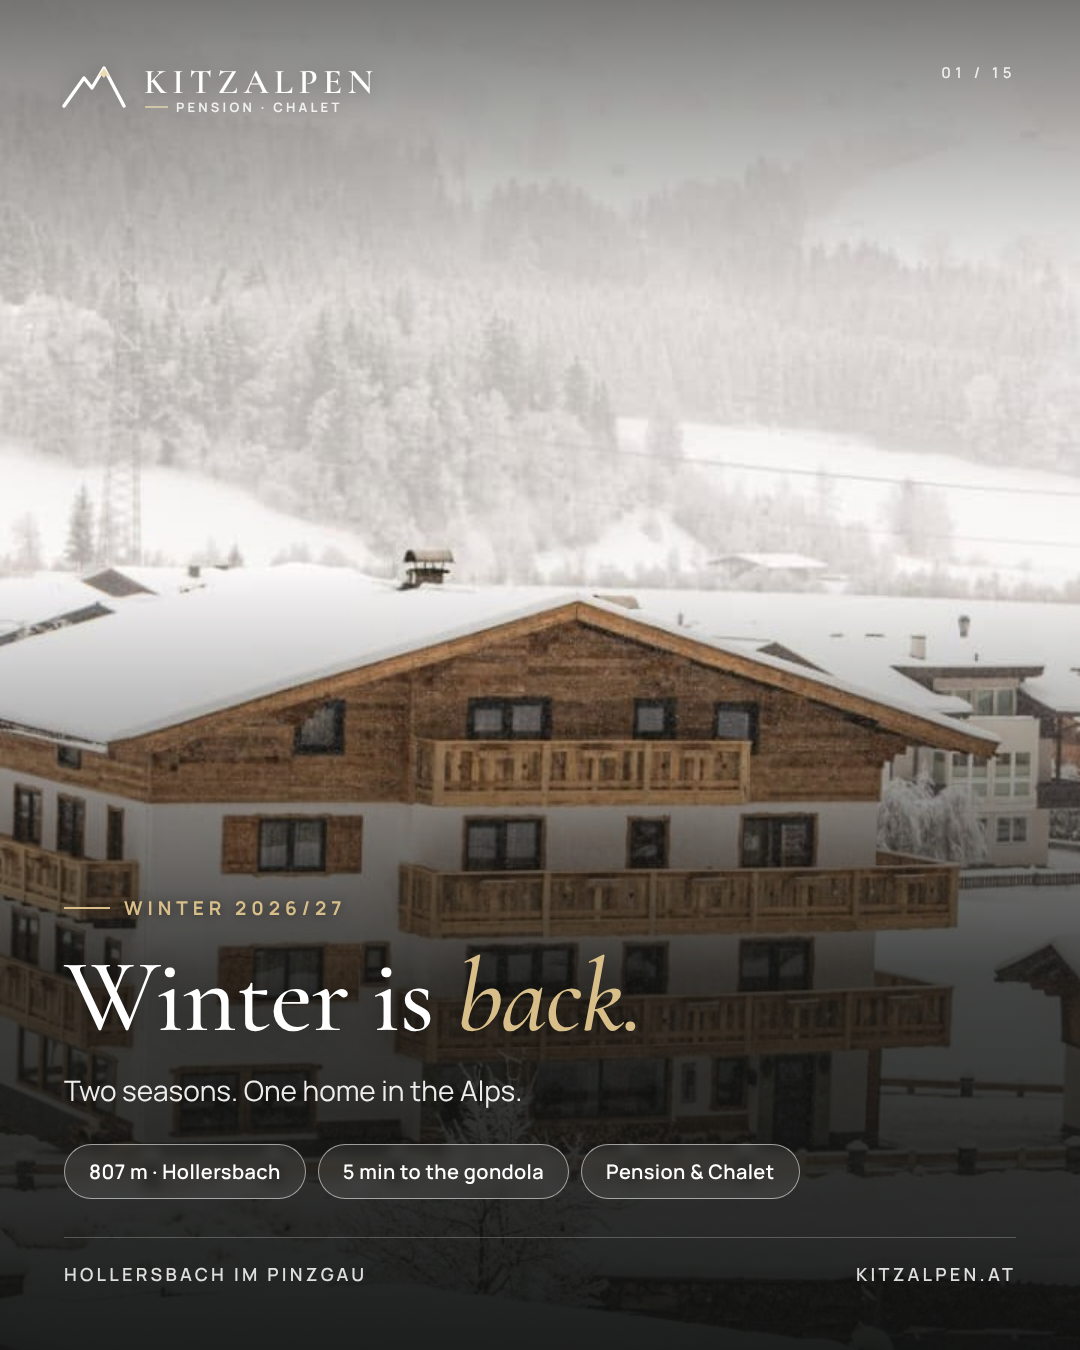 KITZALPEN
PENSION · CHALET
01 / 15
WINTER 2026/27
Winter is back.
Two seasons. One home in the Alps.
807 m · Hollersbach
5 min to the gondola
Pension & Chalet
HOLLERSBACH IM PINZGAU
KITZALPEN.AT